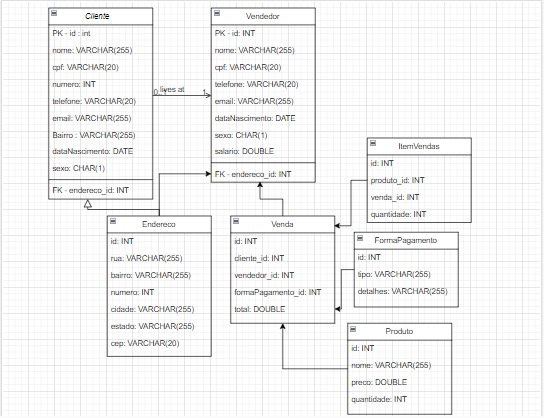 Cliente
PK - id : int
nome: VARCHAR(255)
cpf: VARCHAR(20)
numero: INT
telefone: VARCHAR(20)
email: VARCHAR(255)
Bairro : VARCHAR(255)
dataNascimento: DATE
sexo: CHAR(1)
FK - endereco_id: INT
0..1 lives at 1
Vendedor
PK - id: INT
nome: VARCHAR(255)
cpf: VARCHAR(20)
telefone: VARCHAR(20)
email: VARCHAR(255)
dataNascimento: DATE
sexo: CHAR(1)
salario: DOUBLE
FK - endereco_id: INT
ItemVendas
id: INT
produto_id: INT
venda_id: INT
quantidade: INT
Endereco
id: INT
rua: VARCHAR(255)
bairro: VARCHAR(255)
numero: INT
cidade: VARCHAR(255)
estado: VARCHAR(255)
cep: VARCHAR(20)
Venda
id: INT
cliente_id: INT
vendedor_id: INT
formaPagamento_id: INT
total: DOUBLE
FormaPagamento
id: INT
tipo: VARCHAR(255)
detalhes: VARCHAR(255)
Produto
id: INT
nome: VARCHAR(255)
preco: DOUBLE
quantidade: INT